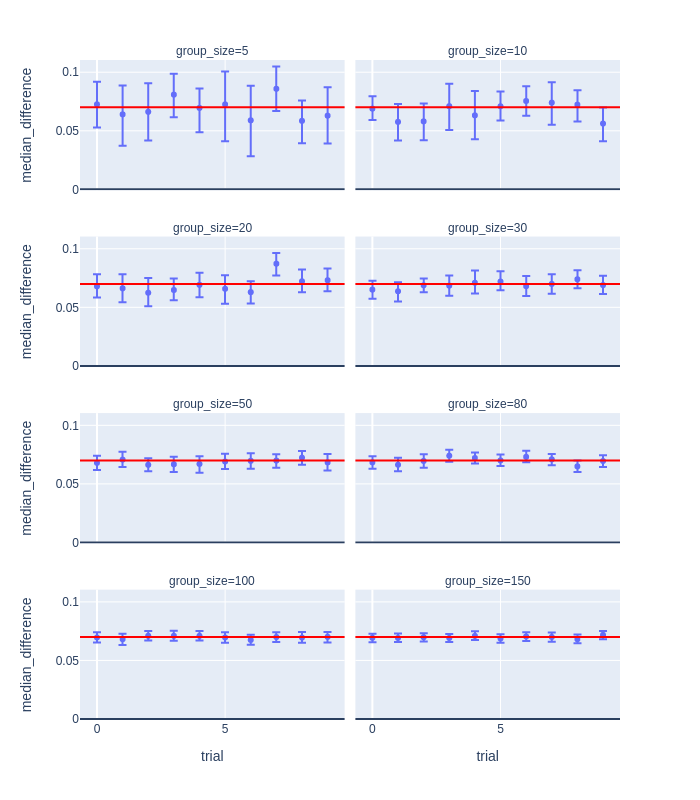 group_size=5
group_size=10
median_difference
0.1
0.05
0
group_size=20
group_size=30
median_difference
0.1
0.05
0
group_size=50
group_size=80
median_difference
0.1
0.05
0
group_size=100
group_size=150
median_difference
0.1
0.05
0
0 5 0 5
trial trial